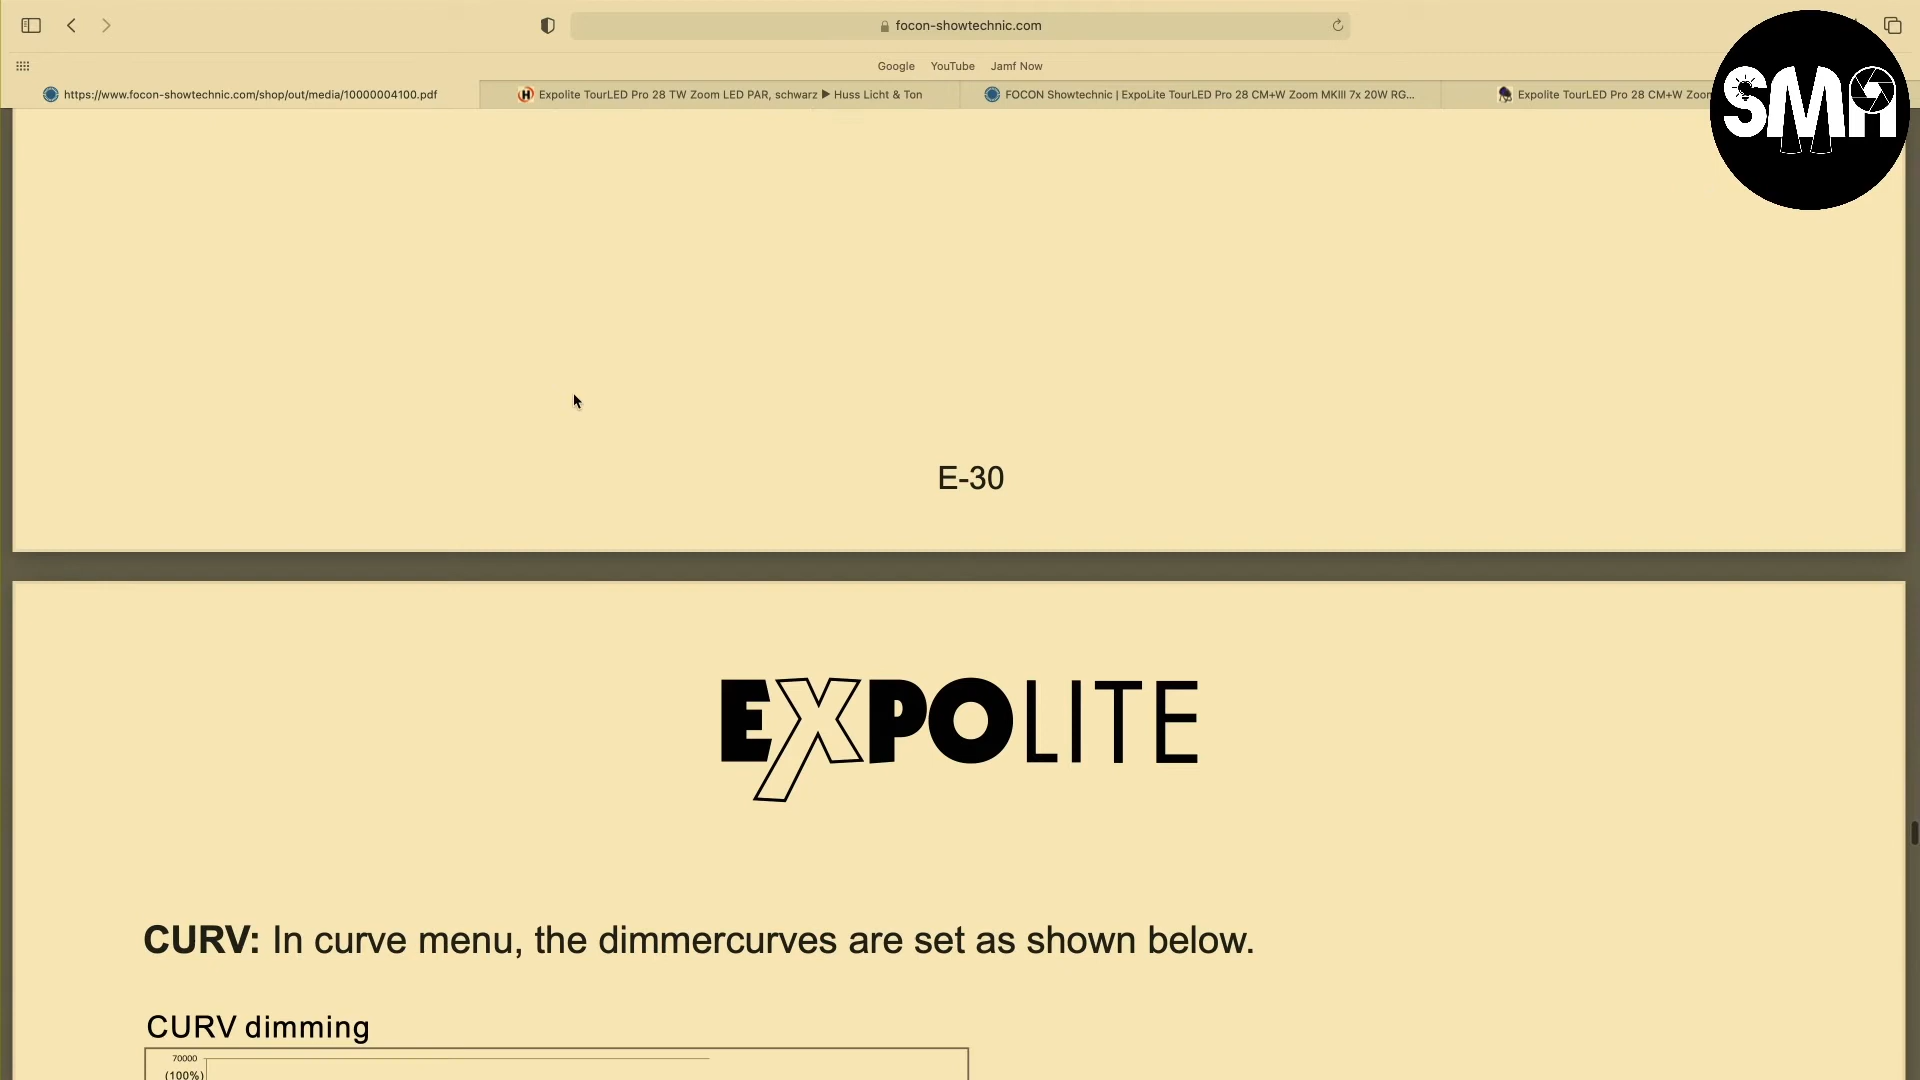 focon-showtechnic.com
Google YouTube Jamf Now
https://www.focon-showtechnic.com/shop/out/media/10000004100.pdf
Expolite TourLED Pro 28 TW Zoom LED PAR, schwarz ▶ Huss Licht & Ton
FOCON Showtechnic | ExpoLite TourLED Pro 28 CM+W Zoom MKIII 7x 20W RG...
Expolite TourLED Pro 28 CM+W Zoom
SMH
E-30
EXPOLITE
CURV: In curve menu, the dimmercurves are set as shown below.
CURV dimming
70000
(100%)